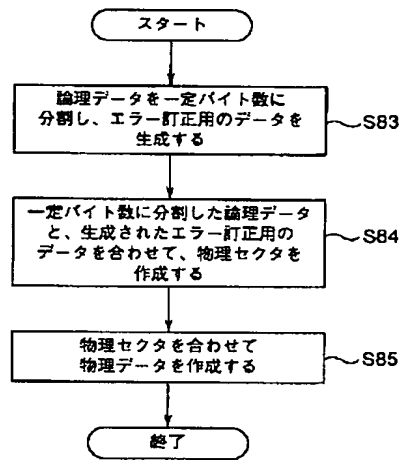 スタート
論理データを一定バイト数に
分割し、エラー訂正用のデータを
生成する
S83
一定バイト数に分割した論理データ
と、生成されたエラー訂正用の
データを合わせて、物理セクタを
作成する
S84
物理セクタを合わせて
物理データを作成する
S85
終了